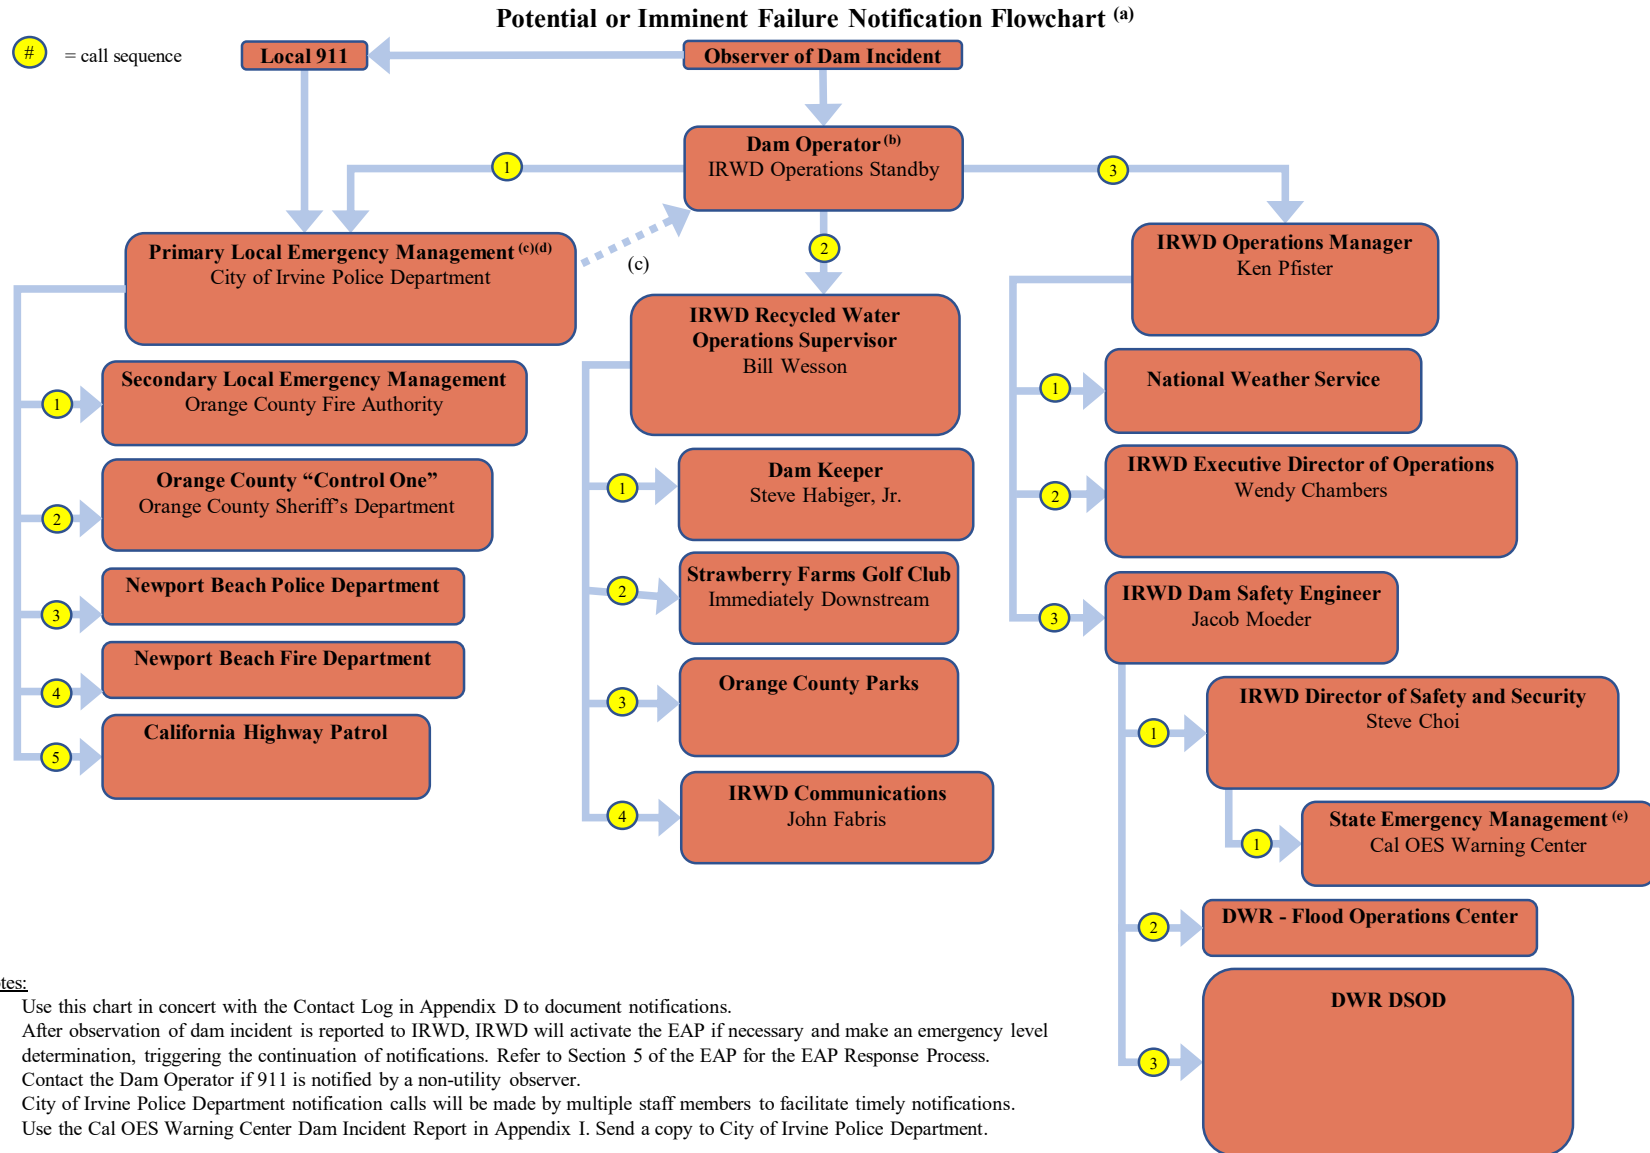 Potential or Imminent Failure Notification Flowchart (a)
# = call sequence
Local 911
Observer of Dam Incident
Dam Operator (b)
IRWD Operations Standby
1
3
Primary Local Emergency Management (c)(d)
City of Irvine Police Department
(c)
2
IRWD Operations Manager
Ken Pfister
IRWD Recycled Water
Operations Supervisor
Bill Wesson
Secondary Local Emergency Management
Orange County Fire Authority
1
Orange County “Control One”
Orange County Sheriff’s Department
2
Newport Beach Police Department
3
Newport Beach Fire Department
4
California Highway Patrol
5
Dam Keeper
Steve Habiger, Jr.
1
Strawberry Farms Golf Club
Immediately Downstream
2
Orange County Parks
3
IRWD Communications
John Fabris
4
National Weather Service
1
IRWD Executive Director of Operations
Wendy Chambers
2
IRWD Dam Safety Engineer
Jacob Moeder
3
IRWD Director of Safety and Security
Steve Choi
1
State Emergency Management (e)
Cal OES Warning Center
1
DWR - Flood Operations Center
2
DWR DSOD
3
otes:
Use this chart in concert with the Contact Log in Appendix D to document notifications.
After observation of dam incident is reported to IRWD, IRWD will activate the EAP if necessary and make an emergency level
determination, triggering the continuation of notifications. Refer to Section 5 of the EAP for the EAP Response Process.
Contact the Dam Operator if 911 is notified by a non-utility observer.
City of Irvine Police Department notification calls will be made by multiple staff members to facilitate timely notifications.
Use the Cal OES Warning Center Dam Incident Report in Appendix I. Send a copy to City of Irvine Police Department.